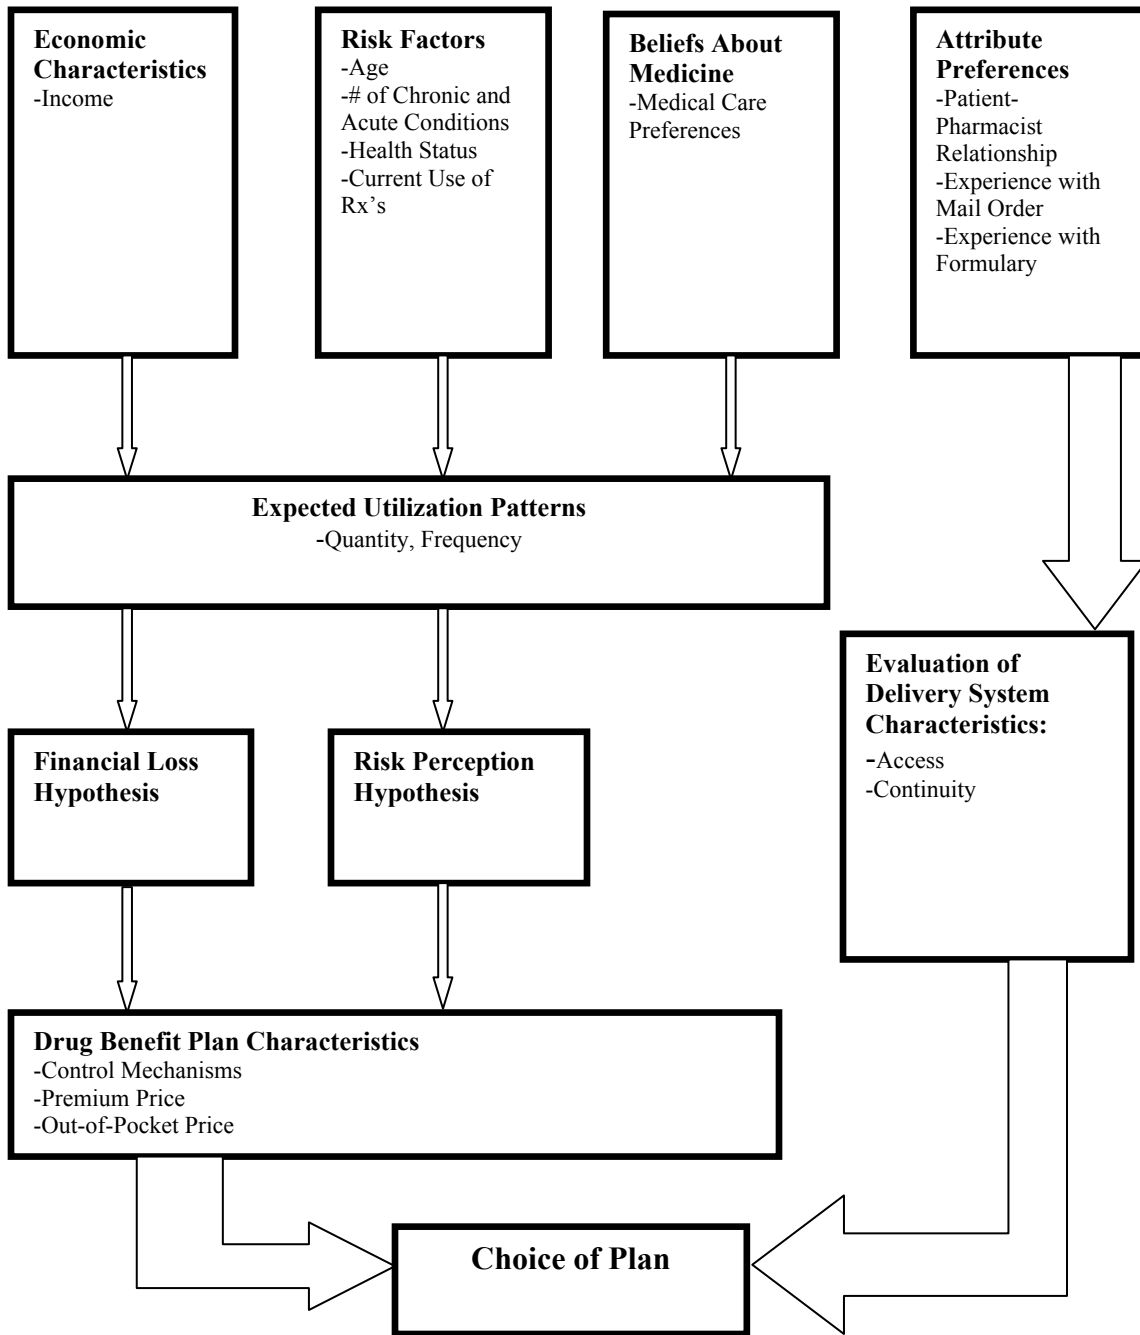 Economic
Characteristics
-Income
Risk Factors
-Age
-# of Chronic and
Acute Conditions
-Health Status
-Current Use of
Rx’s
Beliefs About
Medicine
-Medical Care
Preferences
Attribute
Preferences
-Patient-
Pharmacist
Relationship
-Experience with
Mail Order
-Experience with
Formulary
Expected Utilization Patterns
-Quantity, Frequency
Financial Loss
Hypothesis
Risk Perception
Hypothesis
Evaluation of
Delivery System
Characteristics:
-Access
-Continuity
Drug Benefit Plan Characteristics
-Control Mechanisms
-Premium Price
-Out-of-Pocket Price
Choice of Plan